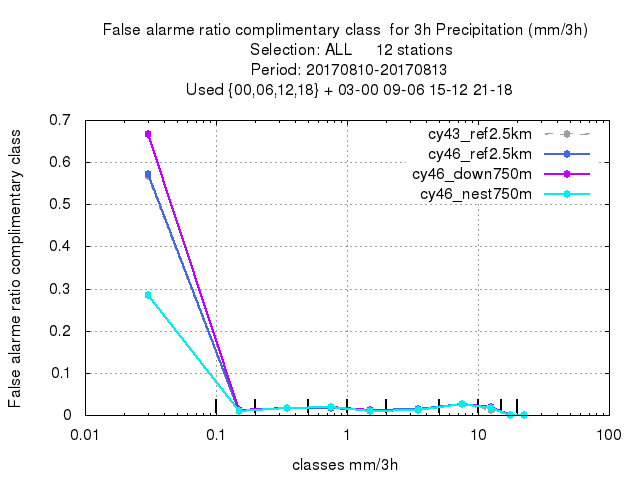 False alarme ratio complimentary class  for 3h Precipitation (mm/3h)
Selection: ALL     12 stations
Period: 20170810-20170813
Used {00,06,12,18} + 03-00 09-06 15-12 21-18
cy43_ref2.5km
cy46_ref2.5km
cy46_down750m
cy46_nest750m
False alarme ratio complimentary class
0.7
0.6
0.5
0.4
0.3
0.2
0.1
0
0.01 0.1 1 10 100
classes mm/3h